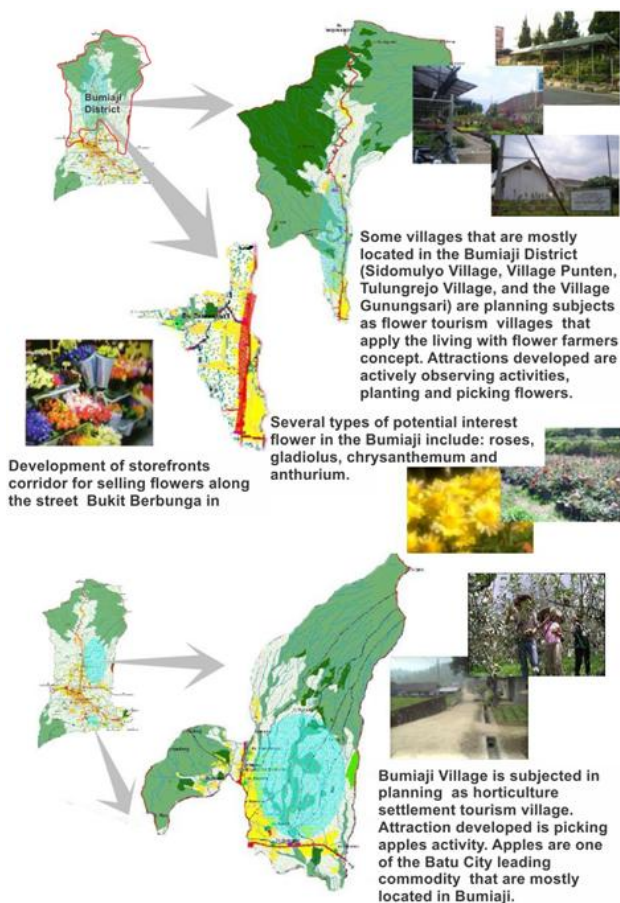 Bumiaji
District
Some villages that are mostly
located in the Bumiaji District
(Sidomulyo Village, Village Punten,
Tulungrejo Village, and the Village
Gunungsari) are planning subjects
as flower tourism villages that
apply the living with flower farmers
concept. Attractions developed are
actively observing activities,
planting and picking flowers.
Several types of potential interest
flower in the Bumiaji include: roses,
gladiolus, chrysanthemum and
anthurium.
Development of storefronts
corridor for selling flowers along
the street Bukit Berbunga in
Bumiaji Village is subjected in
planning as horticulture
settlement tourism village.
Attraction developed is picking
apples activity. Apples are one
of the Batu City leading
commodity that are mostly
located in Bumiaji.